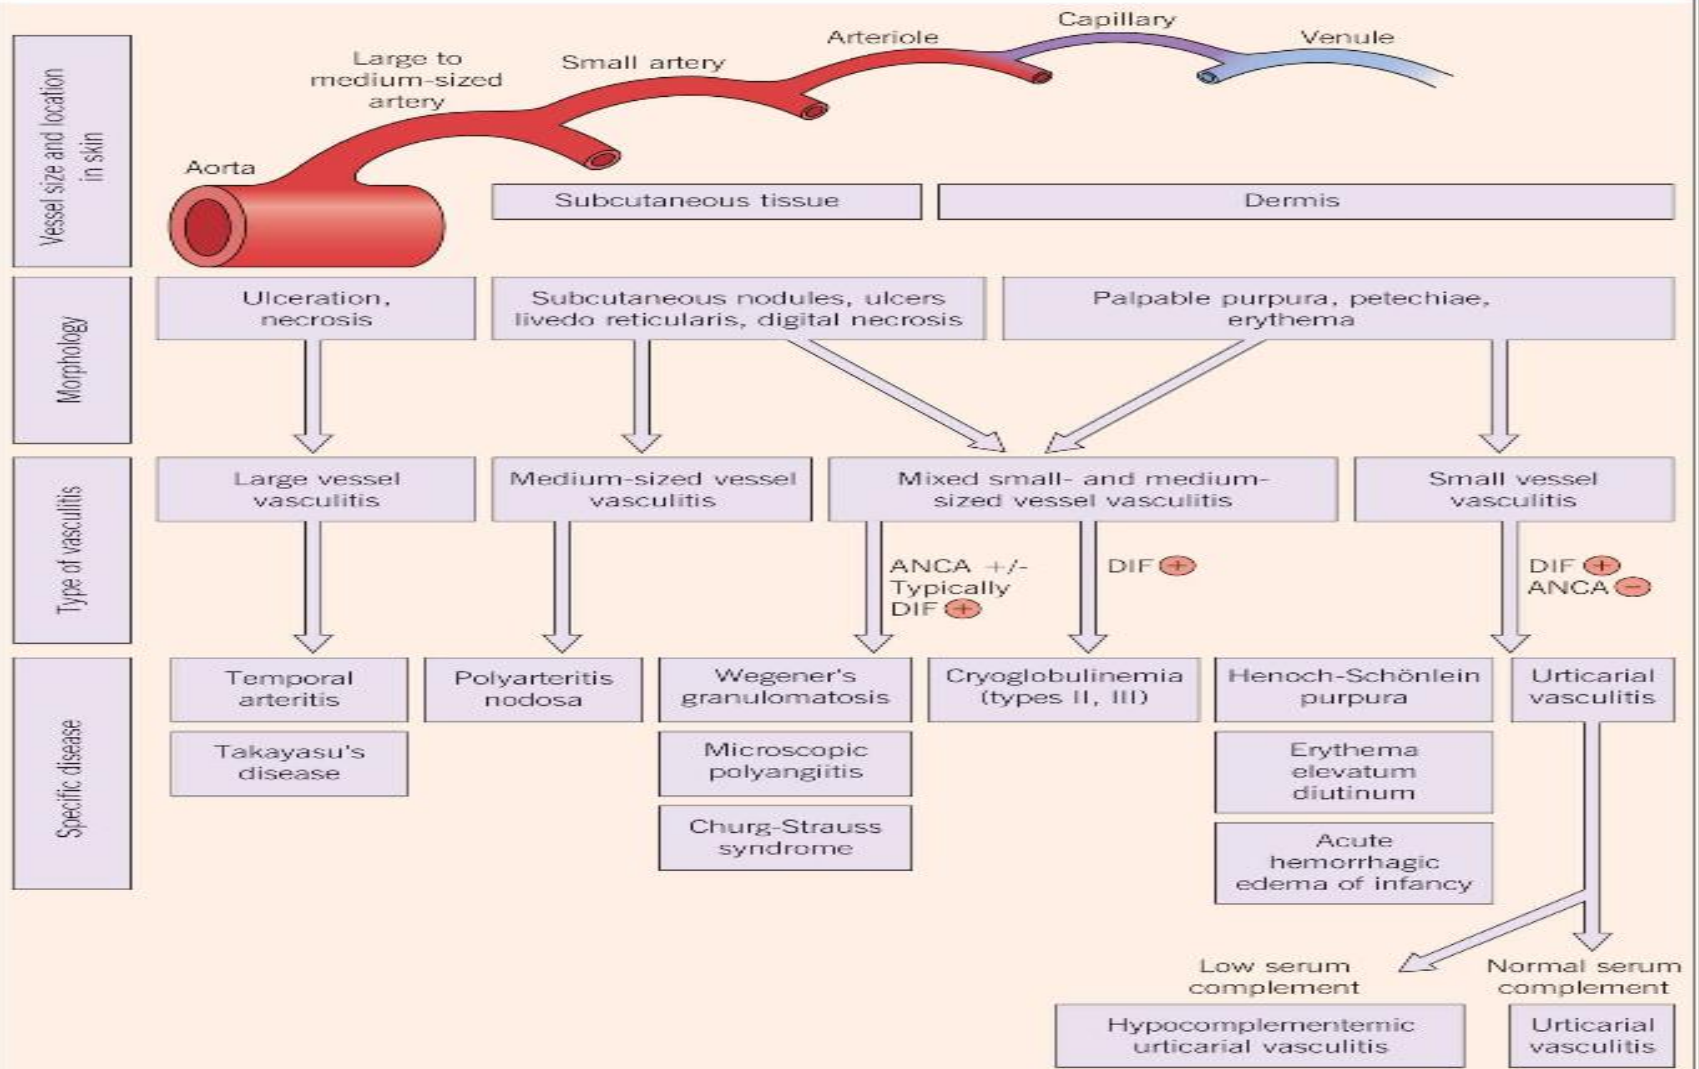 Vessel size and location
in skin
Aorta
Large to
medium-sized
artery
Small artery
Arteriole
Capillary
Venule
Subcutaneous tissue
Dermis
Morphology
Ulceration,
necrosis
Subcutaneous nodules, ulcers
livedo reticularis, digital necrosis
Palpable purpura, petechiae,
erythema
Type of vasculitis
Large vessel
vasculitis
Medium-sized vessel
vasculitis
Mixed small- and medium-
sized vessel vasculitis
Small vessel
vasculitis
ANCA +/-
Typically
DIF +
DIF +
DIF +
ANCA −
Specific disease
Temporal
arteritis
Takayasu's
disease
Polyarteritis
nodosa
Wegener's
granulomatosis
Microscopic
polyangiitis
Churg-Strauss
syndrome
Cryoglobulinemia
(types II, III)
Henoch-Schönlein
purpura
Erythema
elevatum
diutinum
Acute
hemorrhagic
edema of infancy
Urticarial
vasculitis
Low serum
complement
Hypocomplementemic
urticarial vasculitis
Normal serum
complement
Urticarial
vasculitis